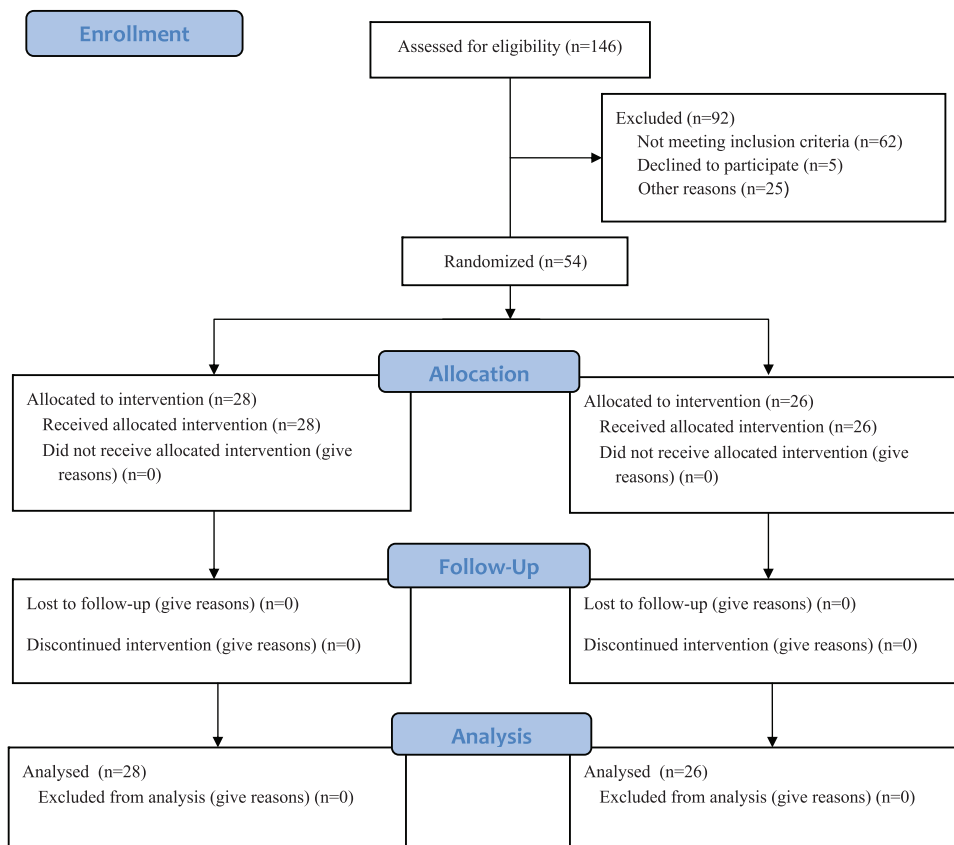 Enrollment
Assessed for eligibility (n=146)
Excluded (n=92)
Not meeting inclusion criteria (n=62)
Declined to participate (n=5)
Other reasons (n=25)
Randomized (n=54)
Allocation
Allocated to intervention (n=28)
Received allocated intervention (n=28)
Did not receive allocated intervention (give
reasons) (n=0)
Allocated to intervention (n=26)
Received allocated intervention (n=26)
Did not receive allocated intervention (give
reasons) (n=0)
Follow-Up
Lost to follow-up (give reasons) (n=0)
Discontinued intervention (give reasons) (n=0)
Lost to follow-up (give reasons) (n=0)
Discontinued intervention (give reasons) (n=0)
Analysis
Analysed (n=28)
Excluded from analysis (give reasons) (n=0)
Analysed (n=26)
Excluded from analysis (give reasons) (n=0)